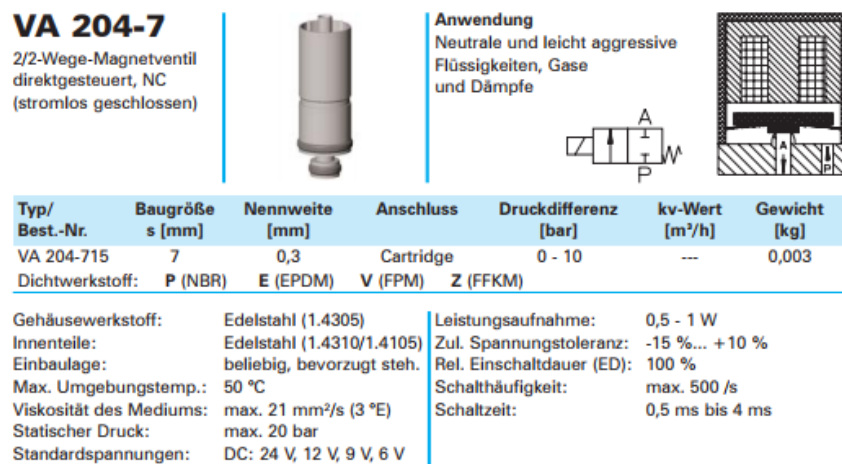 VA 204-7
2/2-Wege-Magnetventil
direktgesteuert, NC
(stromlos geschlossen)
Anwendung
Neutrale und leicht aggressive
Flüssigkeiten, Gase
und Dämpfe
A
P
A
P
Typ/ Baugröße Nennweite Anschluss Druckdifferenz kv-Wert Gewicht
Best.-Nr. s [mm] [mm] [bar] [m³/h] [kg]
VA 204-715 7 0,3 Cartridge 0 - 10 --- 0,003
Dichtwerkstoff: P (NBR) E (EPDM) V (FPM) Z (FFKM)
Gehäusewerkstoff: Edelstahl (1.4305)
Innenteile: Edelstahl (1.4310/1.4105)
Einbaulage: beliebig, bevorzugt steh.
Max. Umgebungstemp.: 50 °C
Viskosität des Mediums: max. 21 mm²/s (3 °E)
Statischer Druck: max. 20 bar
Standardspannungen: DC: 24 V, 12 V, 9 V, 6 V
Leistungsaufnahme: 0,5 - 1 W
Zul. Spannungstoleranz: -15 %... +10 %
Rel. Einschaltdauer (ED): 100 %
Schalthäufigkeit: max. 500 /s
Schaltzeit: 0,5 ms bis 4 ms